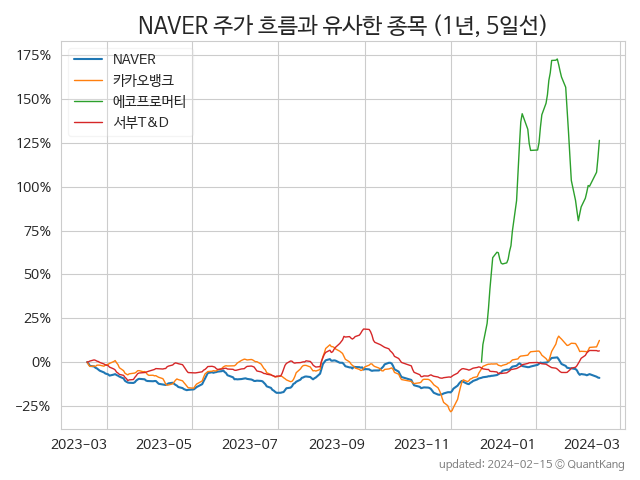 NAVER 주가 흐름과 유사한 종목 (1년, 5일선)
175%
150%
125%
100%
75%
50%
25%
0%
−25%
NAVER
카카오뱅크
에코프로머티
서부T&D
2023-03
2023-05
2023-07
2023-09
2023-11
2024-01
2024-03
updated: 2024-02-15 © QuantKang